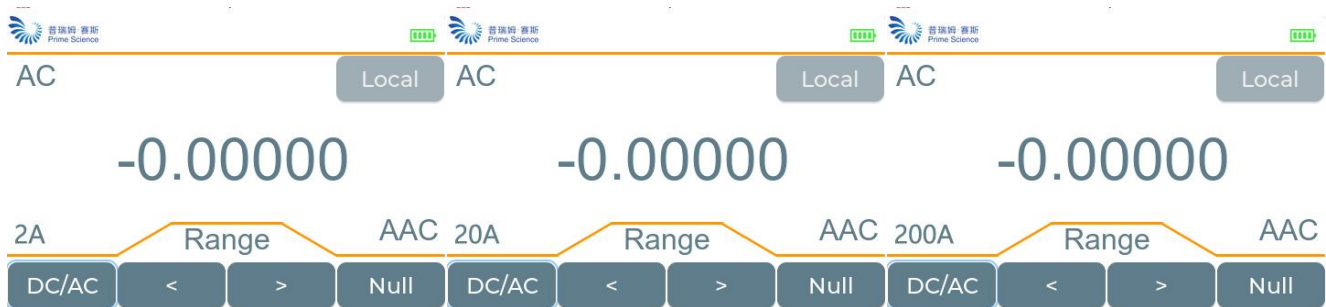 普瑞姆·赛斯
Prime Science
AC
Local
-0.00000
2A
Range
AAC
DC/AC
<
>
Null
普瑞姆·赛斯
Prime Science
AC
Local
-0.00000
20A
Range
AAC
DC/AC
<
>
Null
普瑞姆·赛斯
Prime Science
AC
Local
-0.00000
200A
Range
AAC
DC/AC
<
>
Null